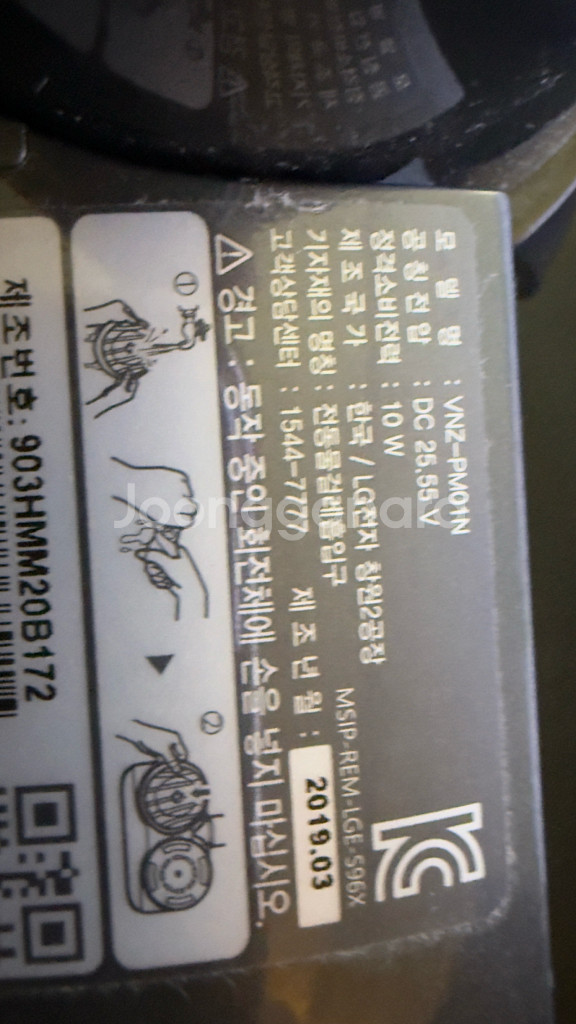 모 델 명 : VNZ-PM01N
공 칭 전 압 : DC 25.55 V
정격소비전력 : 10 W
제 조 국 가 : 한국 / LG전자 창원2공장
기자재의 명칭 : 전동물걸레흡입구
MSIP-REM-LGE-S96X
고객상담센터 : 1544-7777 제 조 년 월 : 2019.03
⚠ 경고 : 동작 중인 회전체에 손을 넣지 마십시오.
①
②
제조번호: 903HMM20B172
Joonggonara